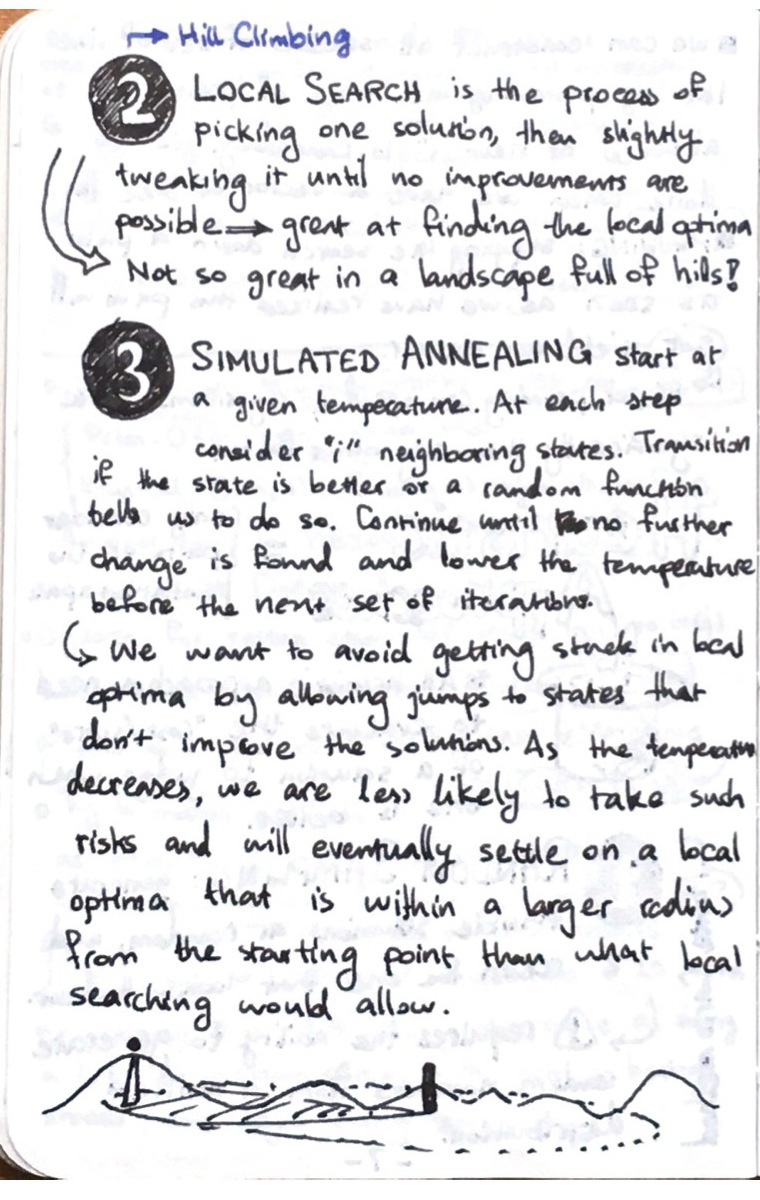 → Hill Climbing
2 LOCAL SEARCH is the process of
picking one solution, then slightly
tweaking it until no improvements are
possible ⇒ great at finding the local optima
Not so great in a landscape full of hills!
3 SIMULATED ANNEALING start at
a given temperature. At each step
consider "i" neighboring states. Transition
if the state is better or a random function
tells us to do so. Continue until no further
change is found and lower the temperature
before the next set of iterations.
↳ We want to avoid getting stuck in local
optima by allowing jumps to states that
don't improve the solutions. As the temperature
decreases, we are less likely to take such
risks and will eventually settle on a local
optima that is within a larger radius
from the starting point than what local
searching would allow.